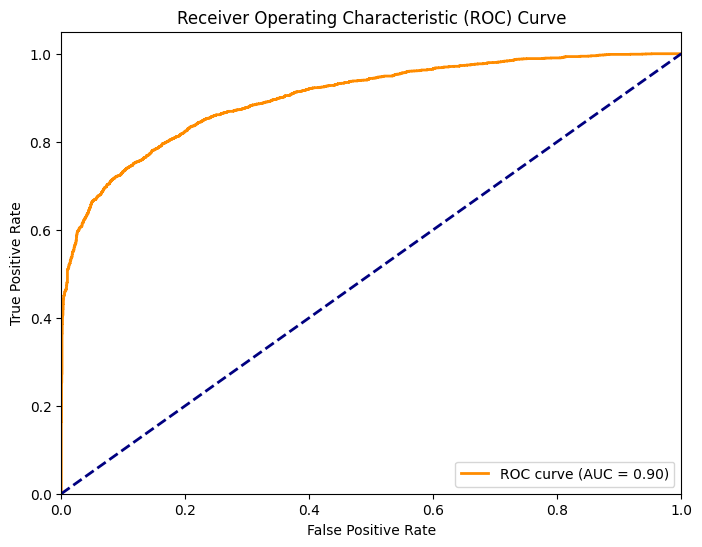 Receiver Operating Characteristic (ROC) Curve
1.0
0.8
0.6
0.4
0.2
0.0
True Positive Rate
ROC curve (AUC = 0.90)
0.0 0.2 0.4 0.6 0.8 1.0
False Positive Rate